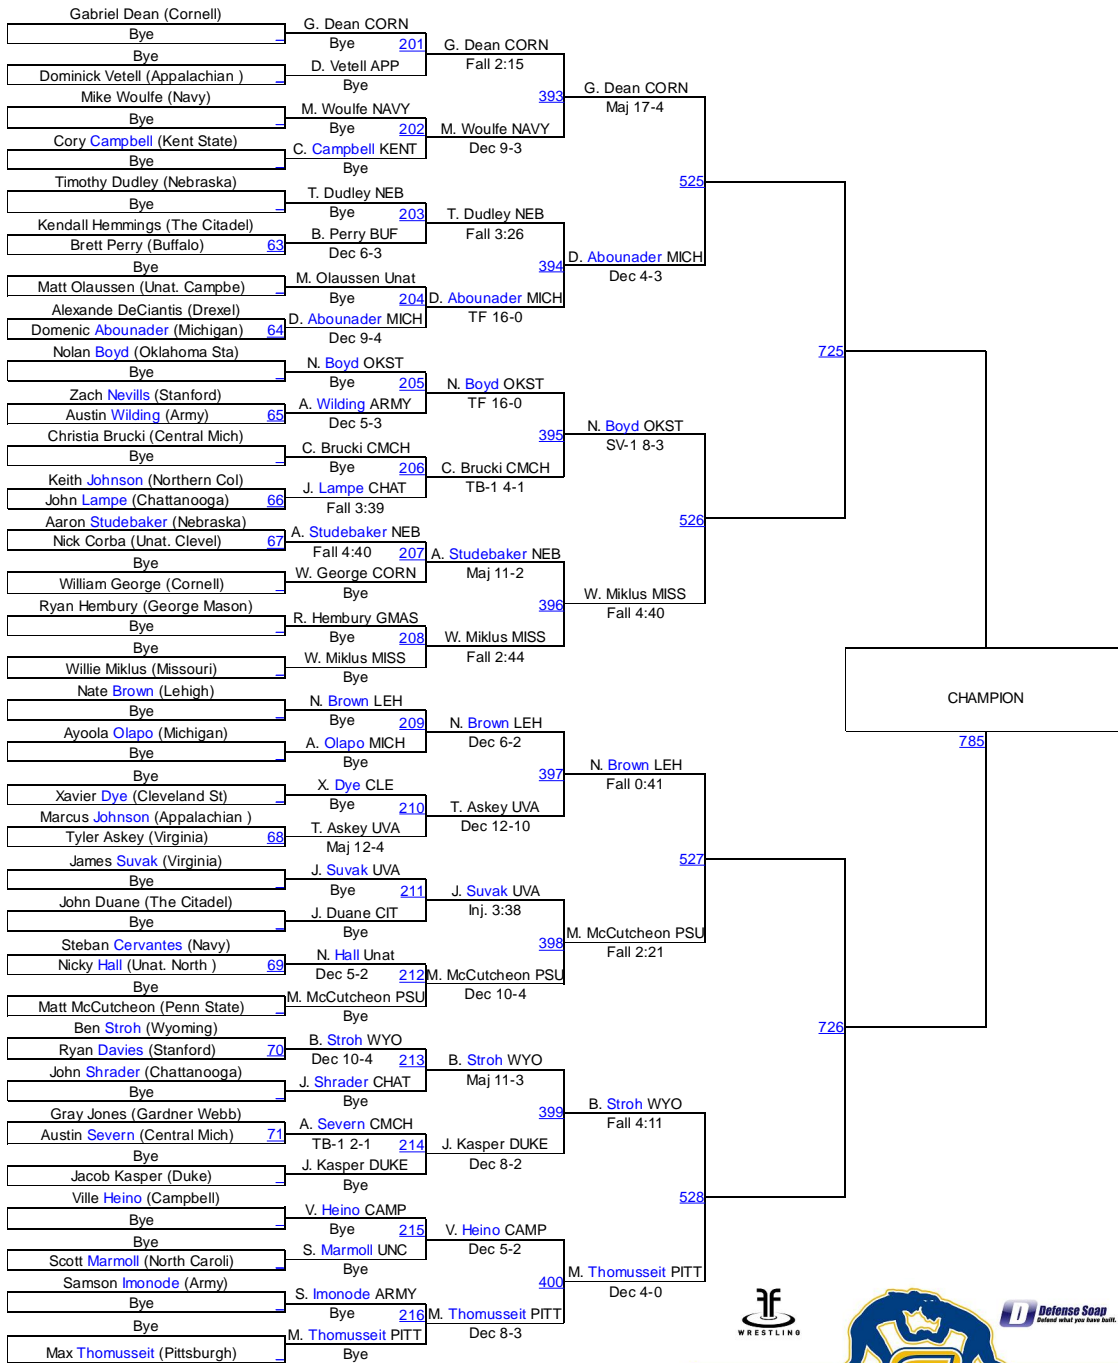 Gabriel Dean (Cornell)
Bye
Bye
Dominick Vetell (Appalachian )
Mike Woulfe (Navy)
Bye
Cory Campbell (Kent State)
Bye
Timothy Dudley (Nebraska)
Bye
Kendall Hemmings (The Citadel)
Brett Perry (Buffalo) 63
Bye
Matt Olaussen (Unat. Campbe)
Alexande DeCiantis (Drexel)
Domenic Abounader (Michigan) 64
Nolan Boyd (Oklahoma Sta)
Bye
Zach Nevills (Stanford)
Austin Wilding (Army) 65
Christia Brucki (Central Mich)
Bye
Keith Johnson (Northern Col)
John Lampe (Chattanooga) 66
Aaron Studebaker (Nebraska)
Nick Corba (Unat. Clevel) 67
Bye
William George (Cornell)
Ryan Hembury (George Mason)
Bye
Bye
Willie Miklus (Missouri)
Nate Brown (Lehigh)
Bye
Ayoola Olapo (Michigan)
Bye
Bye
Xavier Dye (Cleveland St)
Marcus Johnson (Appalachian )
Tyler Askey (Virginia) 68
James Suvak (Virginia)
Bye
John Duane (The Citadel)
Bye
Steban Cervantes (Navy)
Nicky Hall (Unat. North ) 69
Bye
Matt McCutcheon (Penn State)
Ben Stroh (Wyoming)
Ryan Davies (Stanford) 70
John Shrader (Chattanooga)
Bye
Gray Jones (Gardner Webb)
Austin Severn (Central Mich) 71
Bye
Jacob Kasper (Duke)
Ville Heino (Campbell)
Bye
Bye
Scott Marmoll (North Caroli)
Samson Imonode (Army)
Bye
Bye
Max Thomusseit (Pittsburgh)
G. Dean CORN
Bye 201
D. Vetell APP
Bye
M. Woulfe NAVY
Bye 202
C. Campbell KENT
Bye
T. Dudley NEB
Bye 203
B. Perry BUF
Dec 6-3
M. Olaussen Unat
Bye 204
D. Abounader MICH
Dec 9-4
N. Boyd OKST
Bye 205
A. Wilding ARMY
Dec 5-3
C. Brucki CMCH
Bye 206
J. Lampe CHAT
Fall 3:39
A. Studebaker NEB
Fall 4:40 207
W. George CORN
Bye
R. Hembury GMAS
Bye 208
W. Miklus MISS
Bye
N. Brown LEH
Bye 209
A. Olapo MICH
Bye
X. Dye CLE
Bye 210
T. Askey UVA
Maj 12-4
J. Suvak UVA
Bye 211
J. Duane CIT
Bye
N. Hall Unat
Dec 5-2 212
M. McCutcheon PSU
Bye
B. Stroh WYO
Dec 10-4 213
J. Shrader CHAT
Bye
A. Severn CMCH
TB-1 2-1 214
J. Kasper DUKE
Bye
V. Heino CAMP
Bye 215
S. Marmoll UNC
Bye
S. Imonode ARMY
Bye 216
M. Thomusseit PITT
Bye
G. Dean CORN
Fall 2:15
393
M. Woulfe NAVY
Dec 9-3
T. Dudley NEB
Fall 3:26
394
D. Abounader MICH
TF 16-0
N. Boyd OKST
TF 16-0
395
C. Brucki CMCH
TB-1 4-1
A. Studebaker NEB
Maj 11-2
396
W. Miklus MISS
Fall 2:44
N. Brown LEH
Dec 6-2
397
T. Askey UVA
Dec 12-10
J. Suvak UVA
Inj. 3:38
398
M. McCutcheon PSU
Dec 10-4
B. Stroh WYO
Maj 11-3
399
J. Kasper DUKE
Dec 8-2
V. Heino CAMP
Dec 5-2
400
M. Thomusseit PITT
Dec 8-3
G. Dean CORN
Maj 17-4
525
D. Abounader MICH
Dec 4-3
N. Boyd OKST
SV-1 8-3
526
W. Miklus MISS
Fall 4:40
N. Brown LEH
Fall 0:41
527
M. McCutcheon PSU
Fall 2:21
B. Stroh WYO
Fall 4:11
528
M. Thomusseit PITT
Dec 4-0
725
726
CHAMPION
785
WRESTLING
D Defense Soap
Defend what you have built.